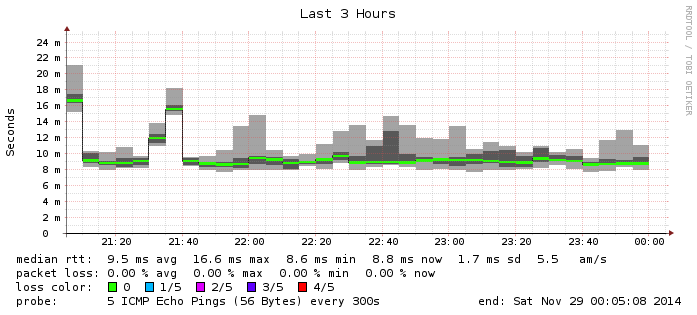 Last 3 Hours
RRDTOOL / TOBI OETIKER
Seconds
24 m
22 m
20 m
18 m
16 m
14 m
12 m
10 m
8 m
6 m
4 m
2 m
0
21:20 21:40 22:00 22:20 22:40 23:00 23:20 23:40 00:00
median rtt: 9.5 ms avg 16.6 ms max 8.6 ms min 8.8 ms now 1.7 ms sd 5.5 am/s
packet loss: 0.00 % avg 0.00 % max 0.00 % min 0.00 % now
loss color: 0 1/5 2/5 3/5 4/5
probe: 5 ICMP Echo Pings (56 Bytes) every 300s end: Sat Nov 29 00:05:08 2014